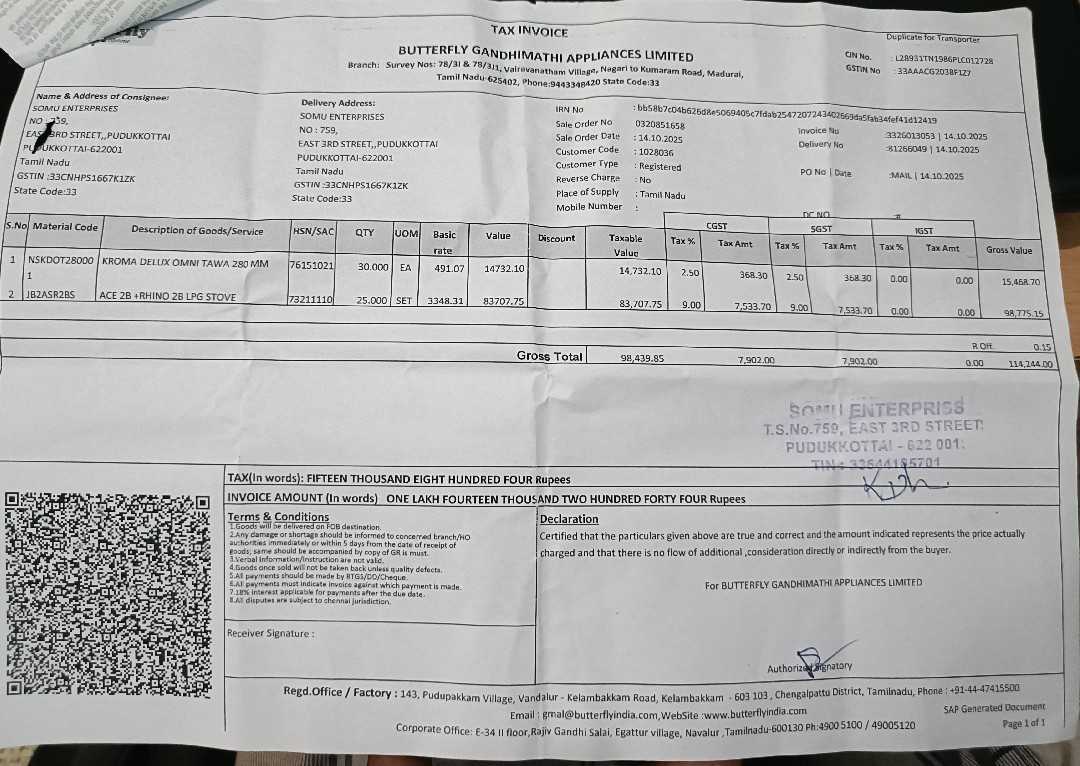 TAX INVOICE
Duplicate for Transporter
BUTTERFLY GANDHIMATHI APPLIANCES LIMITED
Branch: Survey Nos: 78/3I & 78/3J1, Valrevanatham Village, Nagari to Kumaram Road, Madurai,
Tamil Nadu-625402, Phone:9443348420 State Code:33
CIN No. : L28931TN1986PLC012728
GSTIN No : 33AAACG2038F1Z7
Name & Address of Consignee:
SOMU ENTERPRISES
NO : 759,
EAST 3RD STREET,,PUDUKKOTTAI
PUDUKKOTTAI-622001
Tamil Nadu
GSTIN :33CNHPS1667K1ZK
State Code:33
Delivery Address:
SOMU ENTERPRISES
NO : 759,
EAST 3RD STREET,,PUDUKKOTTAI
PUDUKKOTTAI-622001
Tamil Nadu
GSTIN :33CNHPS1667K1ZK
State Code:33
IRN No
Sale Order No 0320851658
Sale Order Date : 14.10.2025
Customer Code : 1028036
Customer Type : Registered
Reverse Charge : No
Place of Supply : Tamil Nadu
Mobile Number :
Invoice No :3326013053 | 14.10.2025
Delivery No :81266049 | 14.10.2025
PO No | Date :MAIL | 14.10.2025
DC NO
S.No Material Code Description of Goods/Service HSN/SAC QTY UOM Basic rate Value Discount Taxable Value CGST Tax % Tax Amt SGST Tax % Tax Amt IGST Tax % Tax Amt Gross Value
1 NSKDOT280001 KROMA DELUX OMNI TAWA 280 MM 76151021 30.000 EA 491.07 14732.10 14,732.10 2.50 368.30 2.50 368.30 0.00 0.00 15,468.70
2 JB2ASR2BS ACE 2B +RHINO 2B LPG STOVE 73211110 25.000 SET 3348.31 83707.75 83,707.75 9.00 7,533.70 9.00 7,533.70 0.00 0.00 98,775.15
R Off. 0.15
Gross Total 98,439.85 7,902.00 7,902.00 0.00 114,244.00
SOMU ENTERPRISS
T.S.No.759, EAST 3RD STREET
PUDUKKOTTAI - 622 001.
TIN : 33644185701
TAX(In words): FIFTEEN THOUSAND EIGHT HUNDRED FOUR Rupees
INVOICE AMOUNT (In words) ONE LAKH FOURTEEN THOUSAND TWO HUNDRED FORTY FOUR Rupees
Terms & Conditions
1.Goods will be delivered on FOB destination.
2.Any damage or shortage should be informed to concerned branch/HO
authorities immediately or within 5 days from the date of receipt of
goods; same should be accompanied by copy of GR is must.
3.Verbal Information/Instruction are not valid.
4.Goods once sold will not be taken back unless quality defects.
5.All payments should be made by RTGS/DD/Cheque.
6.All payments must indicate invoice against which payment is made.
7.18% interest applicable for payments after the due date.
8.All disputes are subject to chennai jurisdiction.
Receiver Signature :
Declaration
Certified that the particulars given above are true and correct and the amount indicated represents the price actually
charged and that there is no flow of additional ,consideration directly or indirectly from the buyer.
For BUTTERFLY GANDHIMATHI APPLIANCES LIMITED
Authorized Signatory
Regd.Office / Factory : 143, Pudupakkam Village, Vandalur - Kelambakkam Road, Kelambakkam - 603 103 , Chengalpattu District, Tamilnadu, Phone : +91-44-47415500
Email : gmal@butterflyindia.com,WebSite :www.butterflyindia.com
SAP Generated Document
Corporate Office: E-34 II floor,Rajiv Gandhi Salai, Egattur village, Navalur ,Tamilnadu-600130 Ph:4900 5100 / 49005120
Page 1 of 1